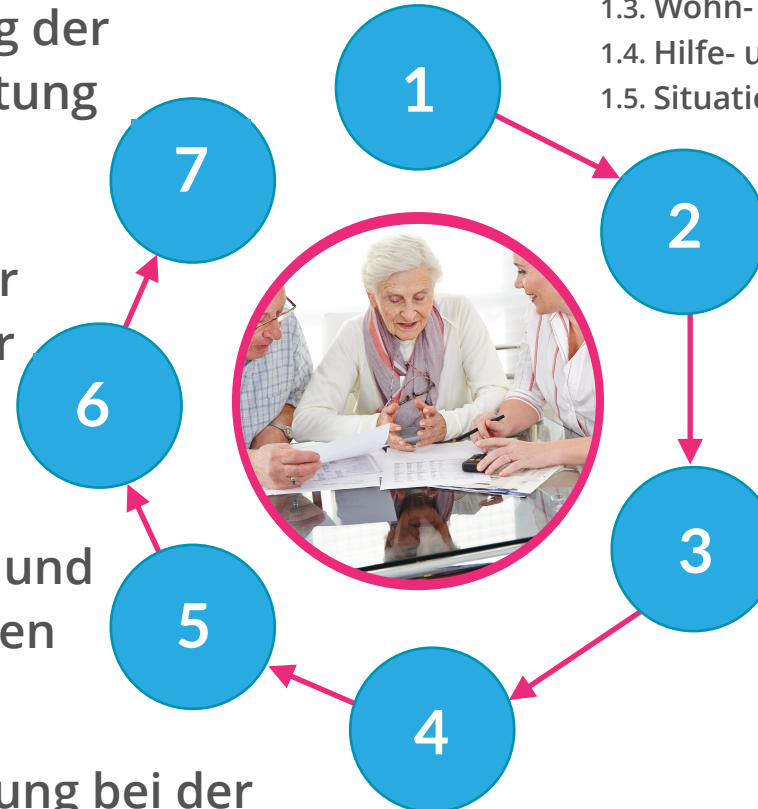 1.3. Wohn-
1.4. Hilfe- u
1.5. Situatio
g der
tung
1
7
2
r
r
6
3
und
en
5
4
ung bei der